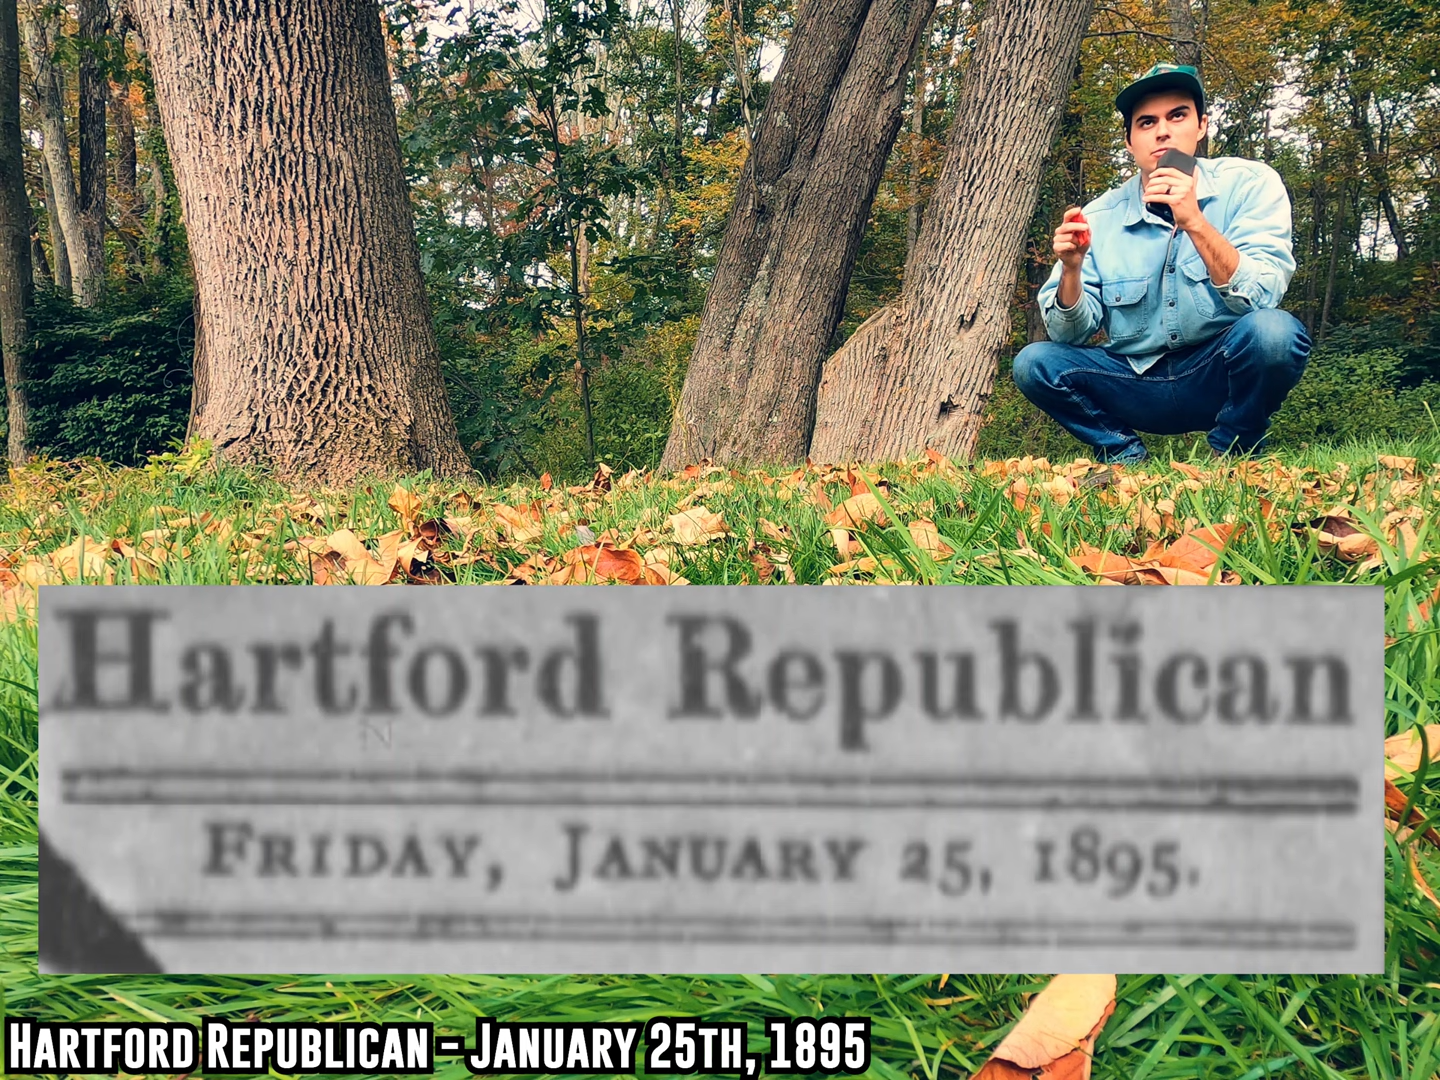 Hartford Republican
FRIDAY, JANUARY 25, 1895.
HARTFORD REPUBLICAN - JANUARY 25TH, 1895